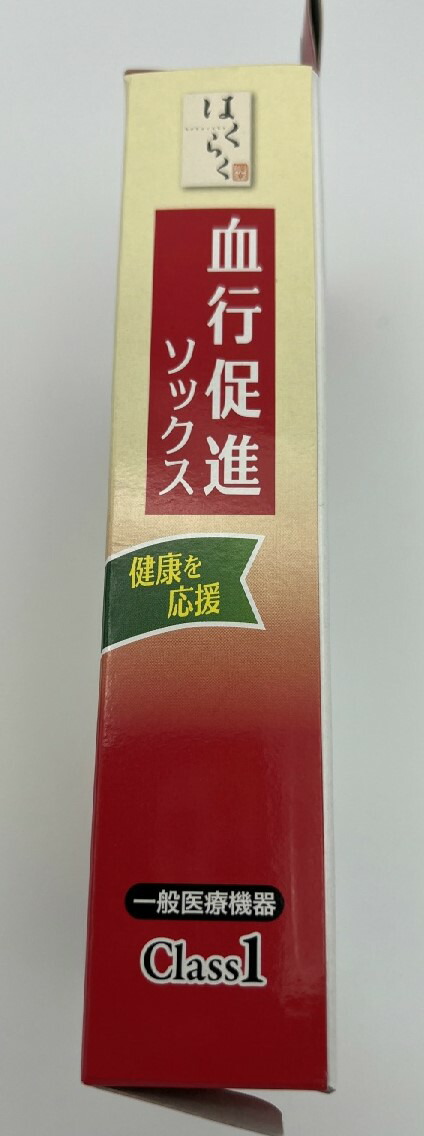 はくらく
血行促進
ソックス
健康を
応援
一般医療機器
Class1